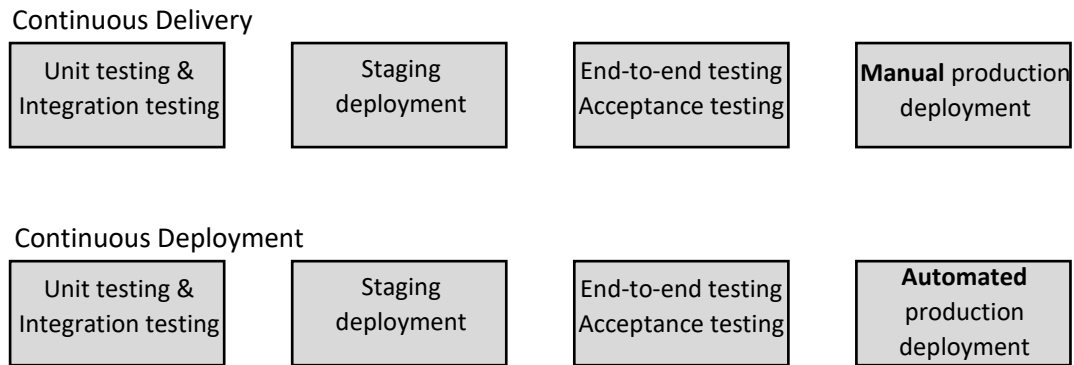 Continuous Delivery
Unit testing &
Integration testing
Staging
deployment
End-to-end testing
Acceptance testing
Manual production
deployment
Continuous Deployment
Unit testing &
Integration testing
Staging
deployment
End-to-end testing
Acceptance testing
Automated
production
deployment